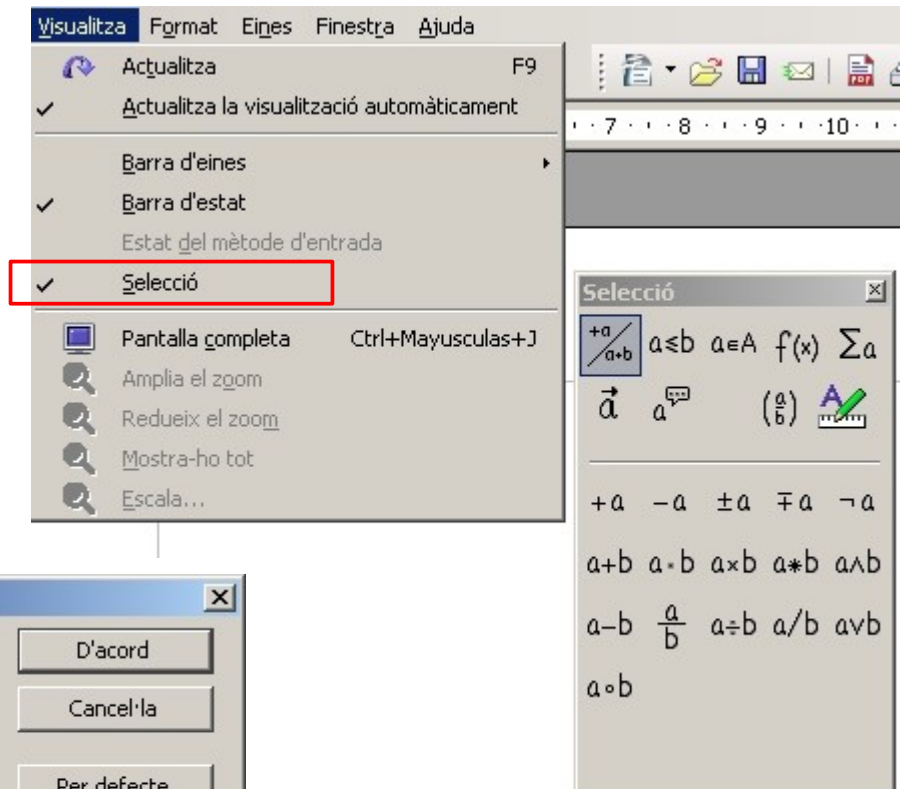 Visualitza Format Eines Finestra Ajuda
Actualitza F9
Actualitza la visualització automàticament
Barra d'eines
Barra d'estat
Estat del mètode d'entrada
Selecció
Pantalla completa Ctrl+Mayusculas+J
Amplia el zoom
Redueix el zoom
Mostra-ho tot
Escala...
PDF
7 8 9 10
Selecció
+a/a+b a≤b a∈A f(x) Σa
a⃗ a (a b)
+a −a ±a ∓a ¬a
a+b a·b a×b a∗b a∧b
a−b a/b a÷b a/b a∨b
a∘b
D'acord
Cancel·la
Per defecte